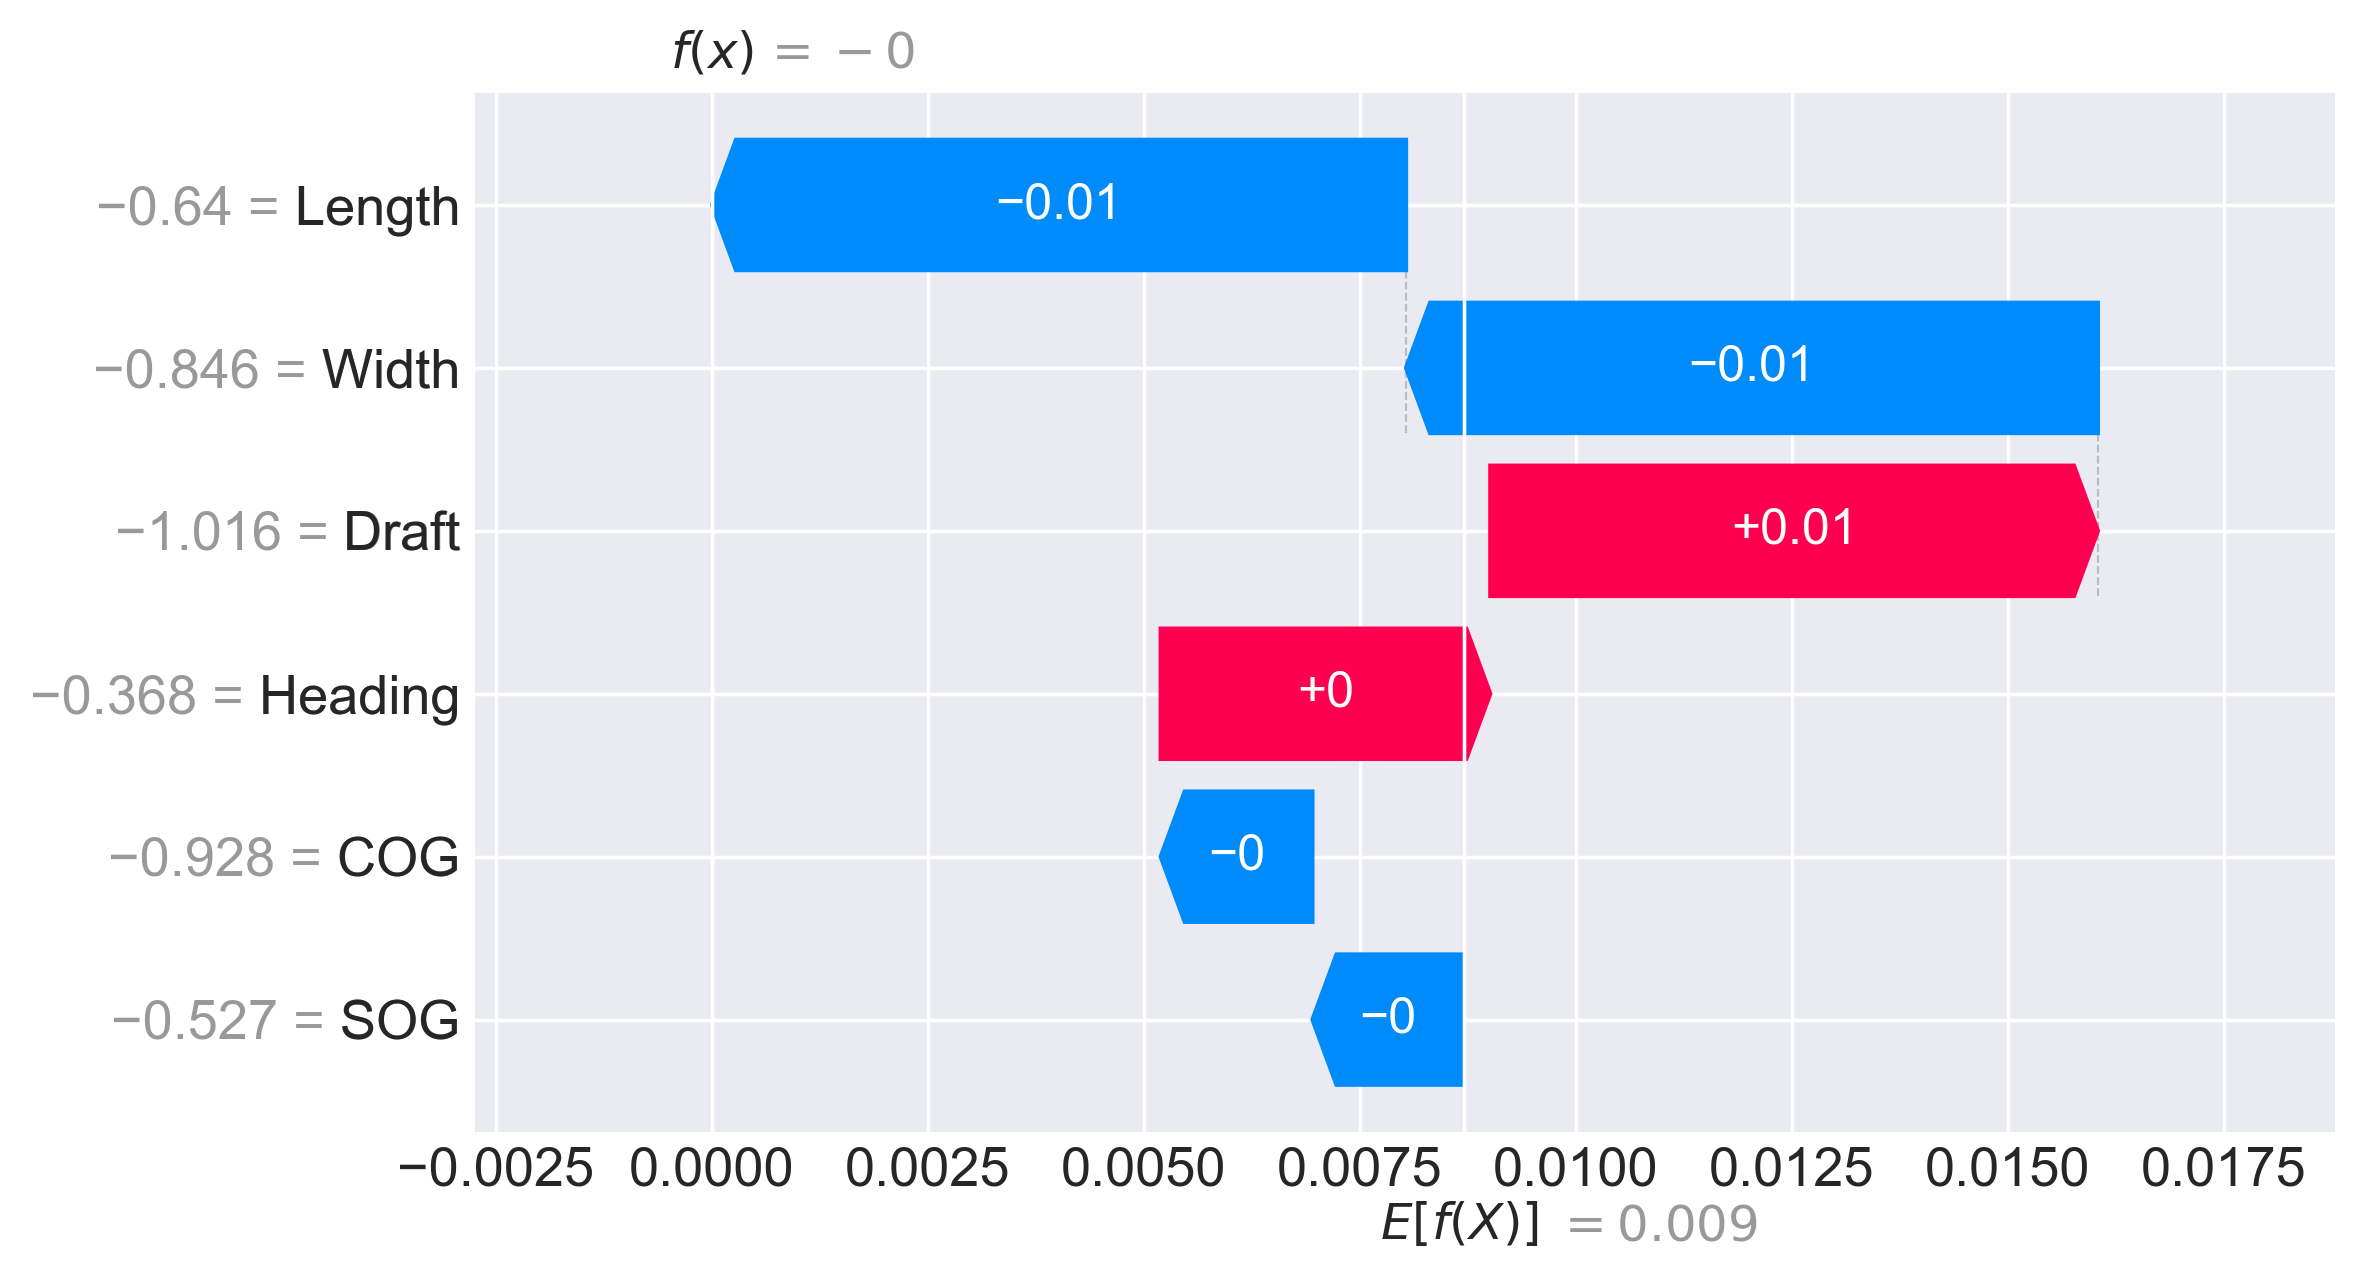 f(x) = − 0
−0.64 = Length
−0.01
−0.846 = Width
−0.01
−1.016 = Draft
+0.01
−0.368 = Heading
+0
−0.928 = COG
−0
−0.527 = SOG
−0
−0.0025 0.0000 0.0025 0.0050 0.0075 0.0100 0.0125 0.0150 0.0175
E[f(X)] = 0.009